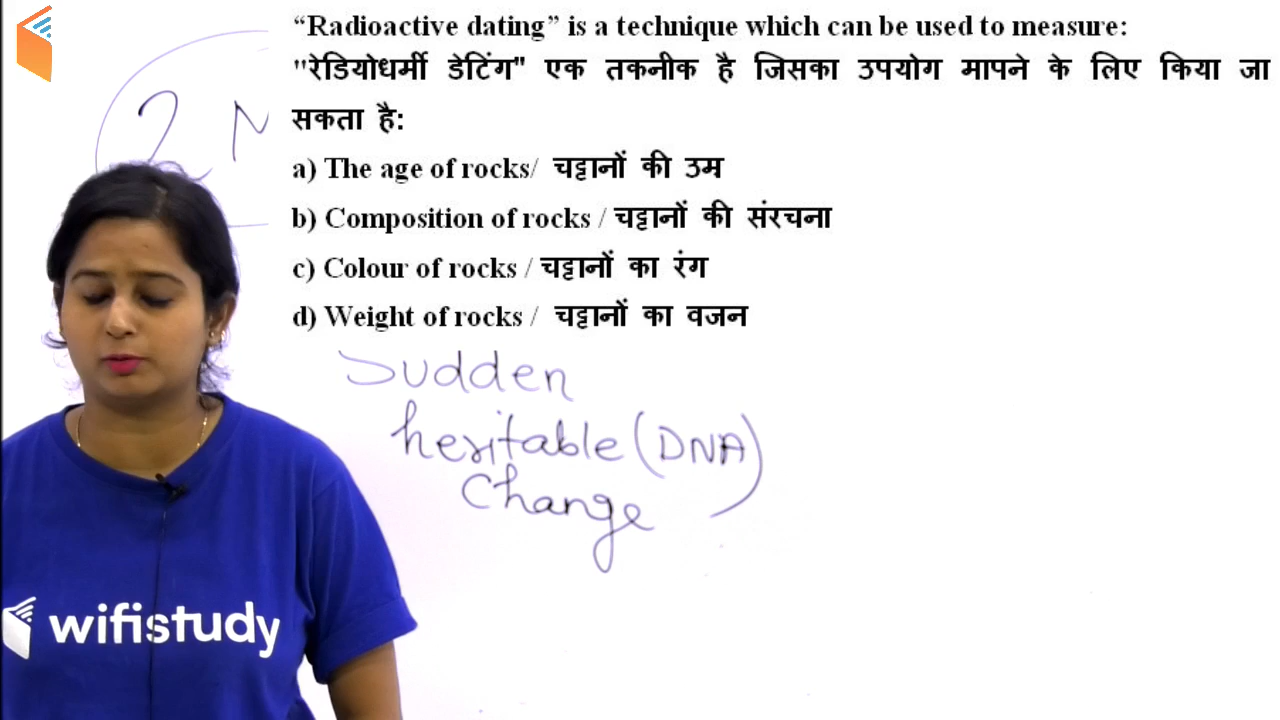 “Radioactive dating” is a technique which can be used to measure:
"रेडियोधर्मी डेटिंग" एक तकनीक है जिसका उपयोग मापने के लिए किया जा
सकता है:
a) The age of rocks/ चट्टानों की उम्र
b) Composition of rocks / चट्टानों की संरचना
c) Colour of rocks / चट्टानों का रंग
d) Weight of rocks / चट्टानों का वजन
Sudden
heritable (DNA)
Change
wifistudy